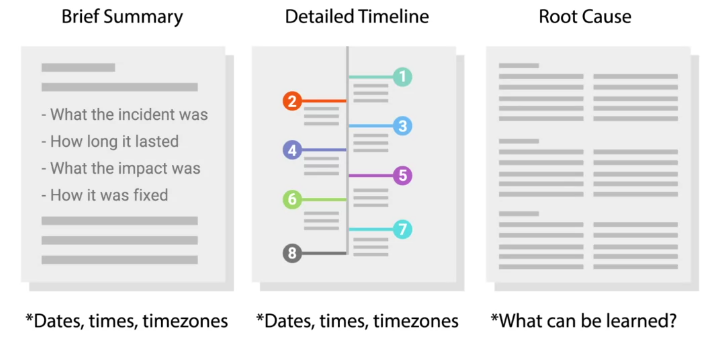 Brief Summary
Detailed Timeline
Root Cause
- What the incident was
- How long it lasted
- What the impact was
- How it was fixed
1
2
3
4
5
6
7
8
*Dates, times, timezones
*Dates, times, timezones
*What can be learned?